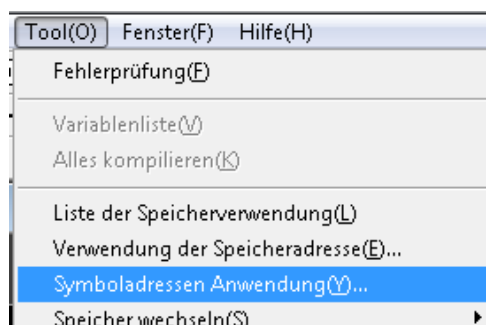 Tool(O) Fenster(F) Hilfe(H)
Fehlerprüfung(F)
Variablenliste(V)
Alles kompilieren(K)
Liste der Speicherverwendung(L)
Verwendung der Speicheradresse(E)...
Symboladressen Anwendung(Y)...
Speicher wechseln(S)